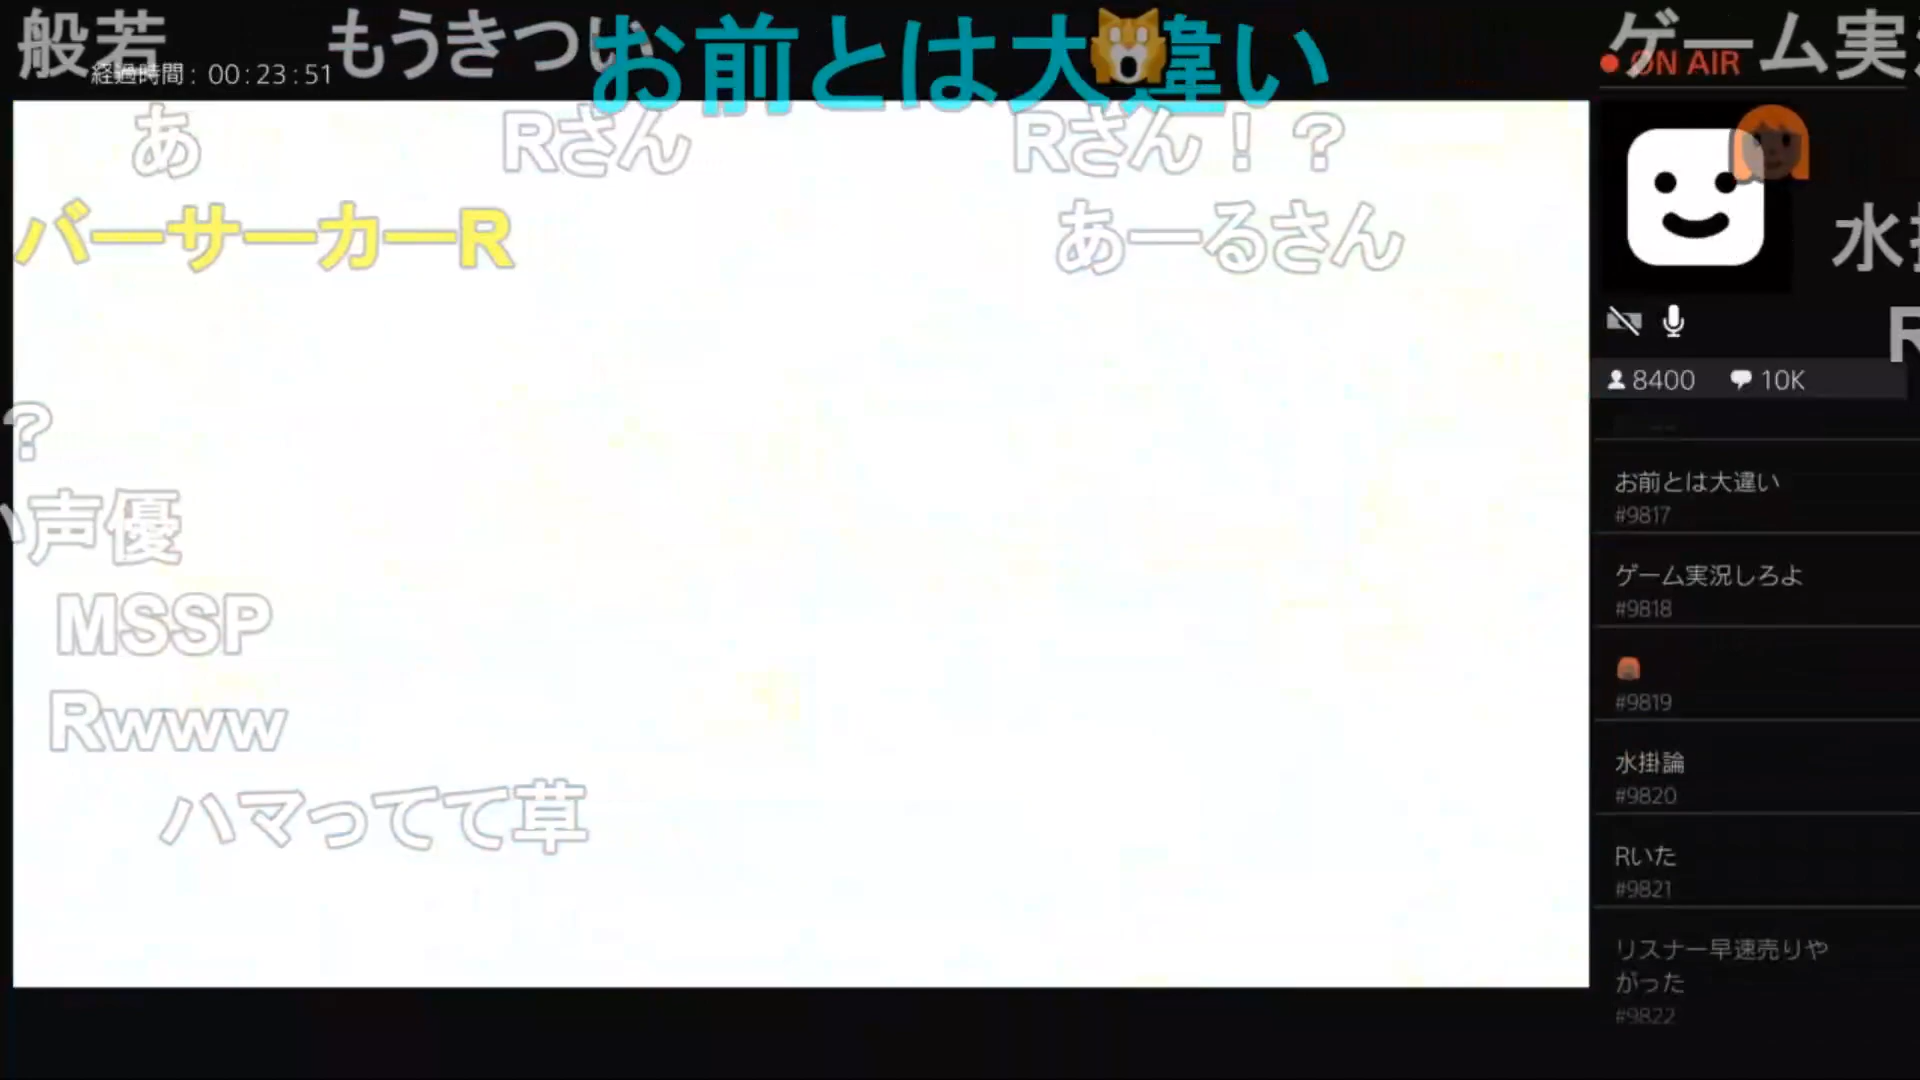 般若
もうきつい
お前とは大違い
ゲーム実
経過時間 : 00:23:51
ON AIR
あ
Rさん
Rさん！？
バーサーカーR
あーるさん
水掛
R
8400
10K
？
い声優
MSSP
Rwww
ハマってて草
お前とは大違い
#9817
ゲーム実況しろよ
#9818
#9819
水掛論
#9820
Rいた
#9821
リスナー早速売りや
がった
#9822